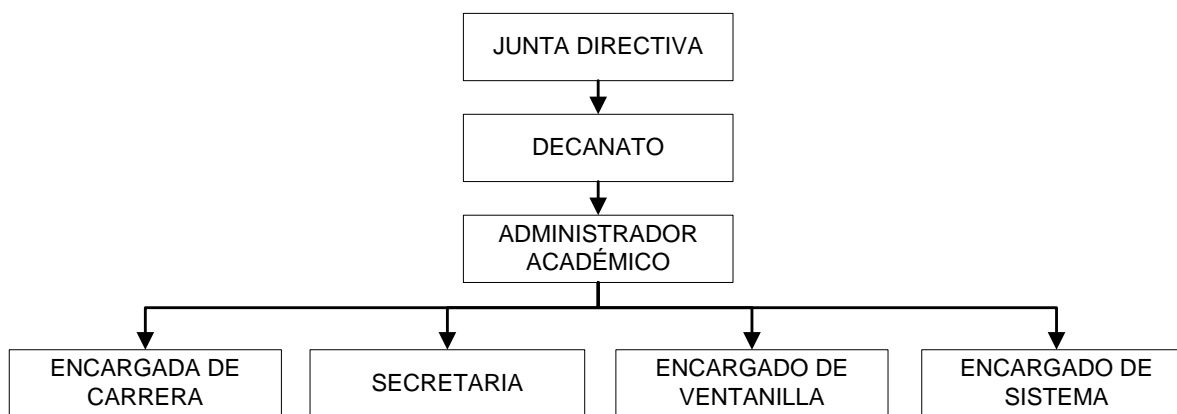 JUNTA DIRECTIVA
DECANATO
ADMINISTRADOR
ACADÉMICO
ENCARGADA DE
CARRERA
SECRETARIA
ENCARGADO DE
VENTANILLA
ENCARGADO DE
SISTEMA